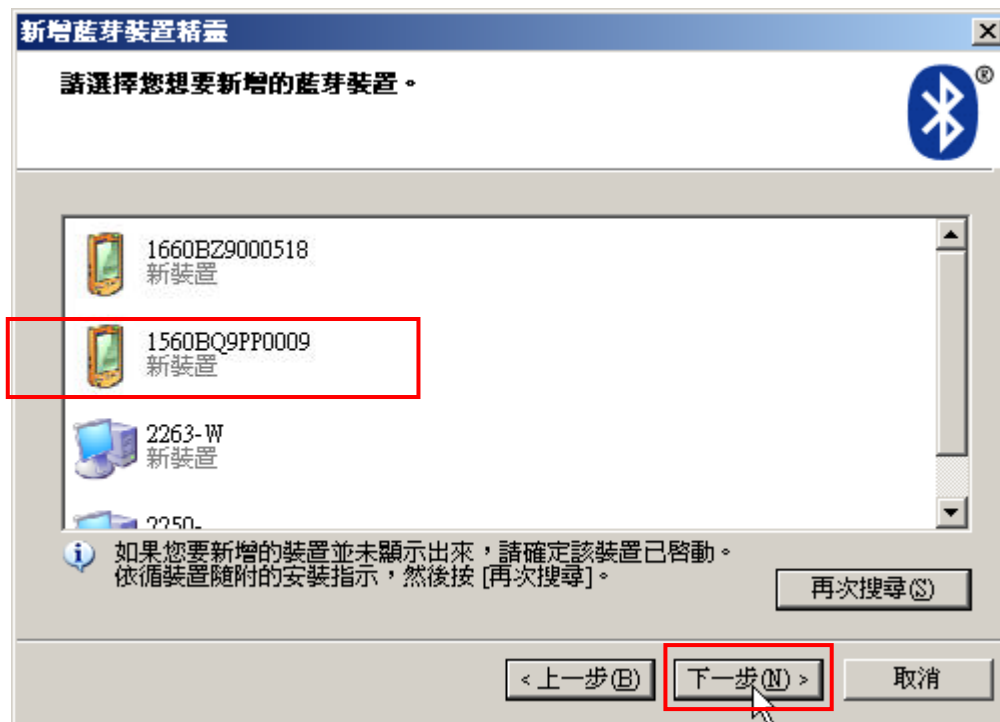 新增藍芽裝置精靈
請選擇您想要新增的藍芽裝置。
®
1660BZ9000518
新裝置
1560BQ9PP0009
新裝置
2263-W
新裝置
2250-
如果您要新增的裝置並未顯示出來，請確定該裝置已啓動。
依循裝置隨附的安裝指示，然後按 [再次搜尋]。
再次搜尋(S)
< 上一步(B)
下一步(N) >
取消